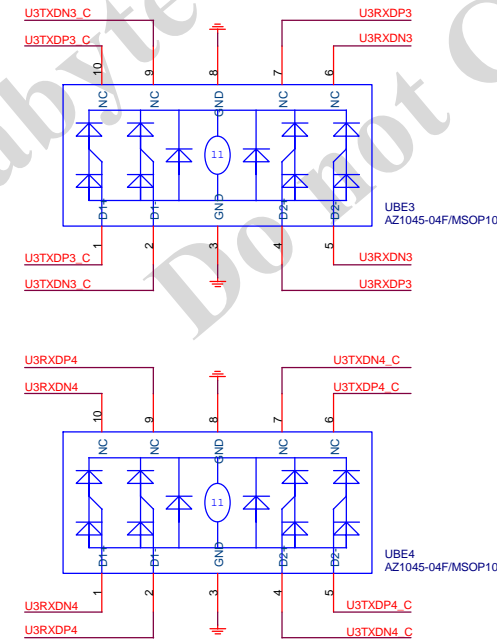 U3TXDN3_C
U3RXDP3
U3TXDP3_C
U3RXDN3
10 9 8 7 6
NC NC GND NC NC
11
D1+ D1- GND D2+ D2-
UBE3
AZ1045-04F/MSOP10
1 2 3 4 5
U3TXDP3_C
U3RXDN3
U3TXDN3_C
U3RXDP3
Do not C
abyte
U3RXDP4
U3TXDN4_C
U3RXDN4
U3TXDP4_C
10 9 8 7 6
NC NC GND NC NC
11
D1+ D1- GND D2+ D2-
UBE4
AZ1045-04F/MSOP10
1 2 3 4 5
U3RXDN4
U3TXDP4_C
U3RXDP4
U3TXDN4_C